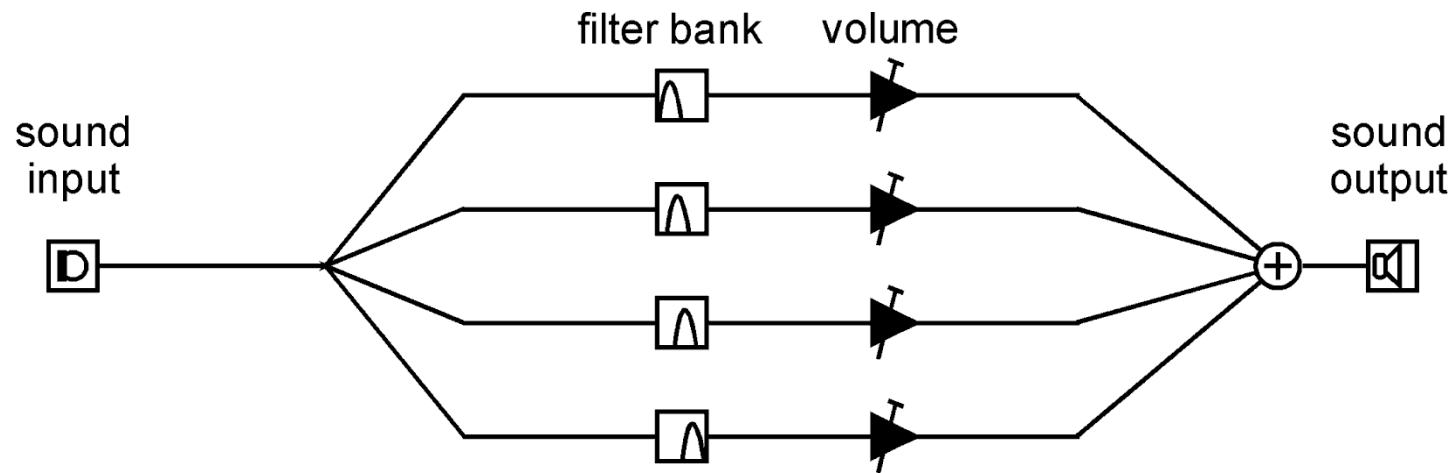 filter bank
volume
sound
input
sound
output